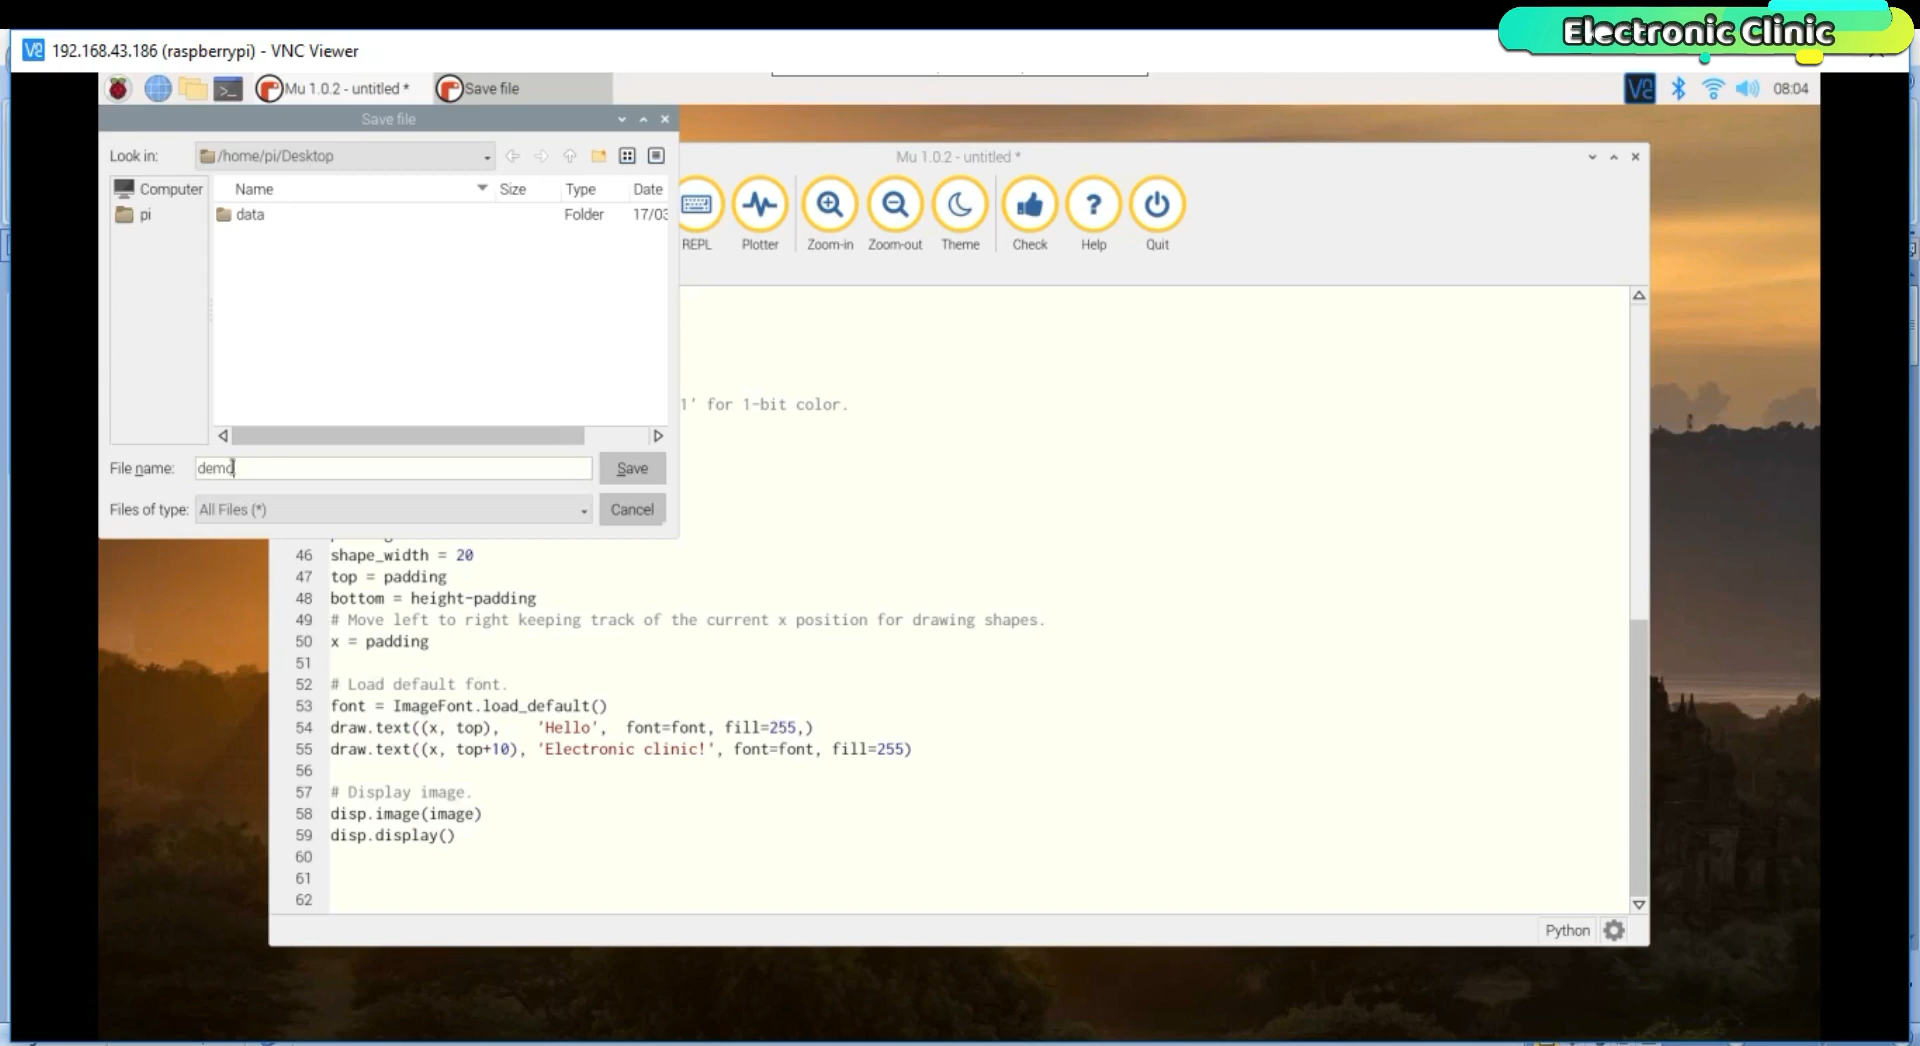 Electronic Clinic
192.168.43.186 (raspberrypi) - VNC Viewer
Mu 1.0.2 - untitled *
Save file
08:04
Save file
Look in:
/home/pi/Desktop
Computer
pi
Name
Size
Type
Date
data
Folder
17/03
File name:
demo
Save
Files of type:
All Files (*)
Cancel
Mu 1.0.2 - untitled *
REPL
Plotter
Zoom-in
Zoom-out
Theme
Check
Help
Quit
1' for 1-bit color.
46 shape_width = 20
47 top = padding
48 bottom = height-padding
49 # Move left to right keeping track of the current x position for drawing shapes.
50 x = padding
51
52 # Load default font.
53 font = ImageFont.load_default()
54 draw.text((x, top),    'Hello',  font=font, fill=255,)
55 draw.text((x, top+10), 'Electronic clinic!', font=font, fill=255)
56
57 # Display image.
58 disp.image(image)
59 disp.display()
60
61
62
Python